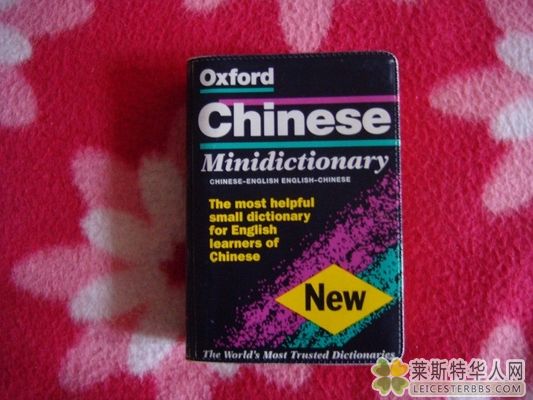 Oxford
Chinese
Minidictionary
CHINESE-ENGLISH ENGLISH-CHINESE
The most helpful
small dictionary
for English
learners of
Chinese
New
The World's Most Trusted Dictionaries
莱斯特华人网
LEICESTERBBS.COM